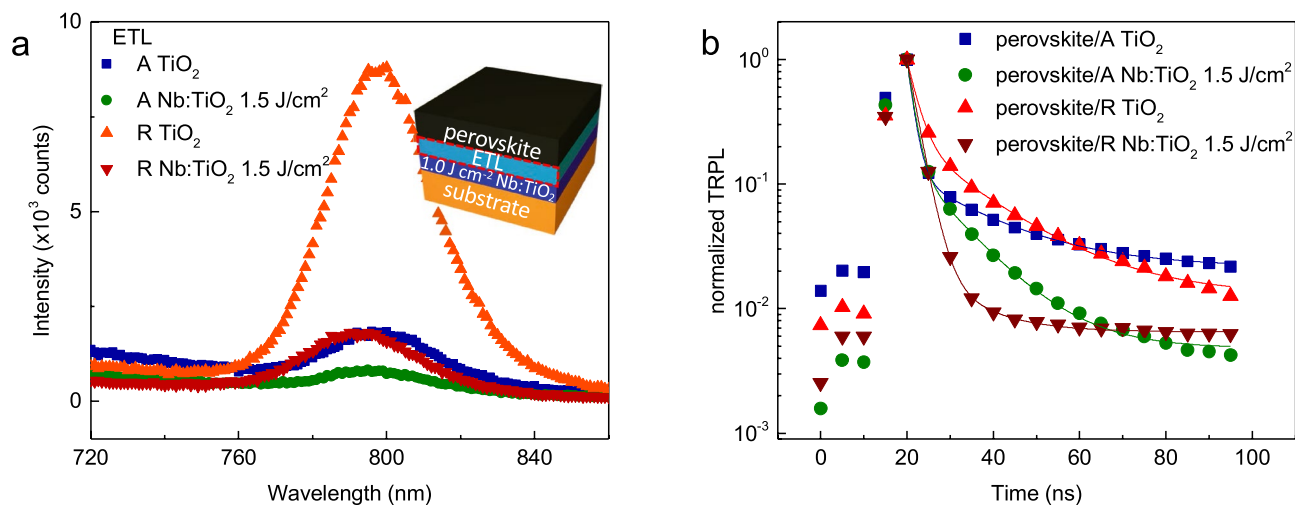 a
10
5
0
Intensity (x10³ counts)
ETL
A TiO₂
A Nb:TiO₂ 1.5 J/cm²
R TiO₂
R Nb:TiO₂ 1.5 J/cm²
perovskite
ETL
1.0 J cm⁻² Nb:TiO₂
substrate
720 760 800 840
Wavelength (nm)
b
10⁰
10⁻¹
10⁻²
10⁻³
normalized TRPL
perovskite/A TiO₂
perovskite/A Nb:TiO₂ 1.5 J/cm²
perovskite/R TiO₂
perovskite/R Nb:TiO₂ 1.5 J/cm²
0 20 40 60 80 100
Time (ns)